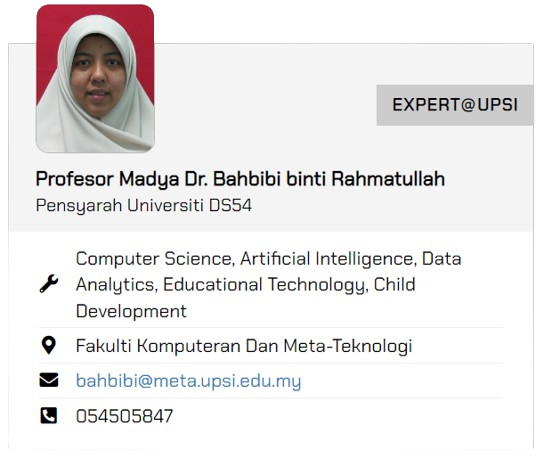 EXPERT@UPSI
Profesor Madya Dr. Bahbibi binti Rahmatullah
Pensyarah Universiti DS54
Computer Science, Artificial Intelligence, Data
Analytics, Educational Technology, Child
Development
Fakulti Komputeran Dan Meta-Teknologi
bahbibi@meta.upsi.edu.my
054505847